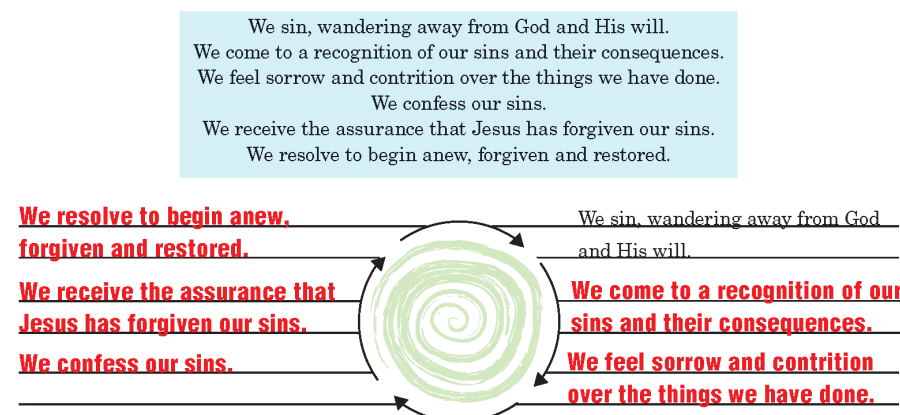 We sin, wandering away from God and His will.
We come to a recognition of our sins and their consequences.
We feel sorrow and contrition over the things we have done.
We confess our sins.
We receive the assurance that Jesus has forgiven our sins.
We resolve to begin anew, forgiven and restored.
We resolve to begin anew,
forgiven and restored.
We receive the assurance that
Jesus has forgiven our sins.
We confess our sins.
We sin, wandering away from God
and His will.
We come to a recognition of our
sins and their consequences.
We feel sorrow and contrition
over the things we have done.